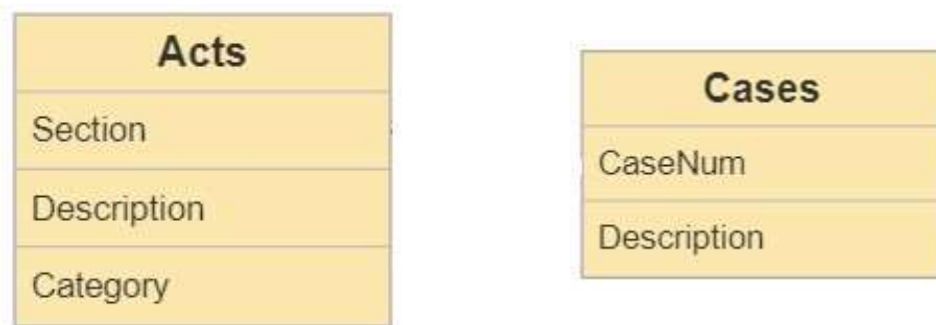 Acts
Section
Description
Category
Cases
CaseNum
Description